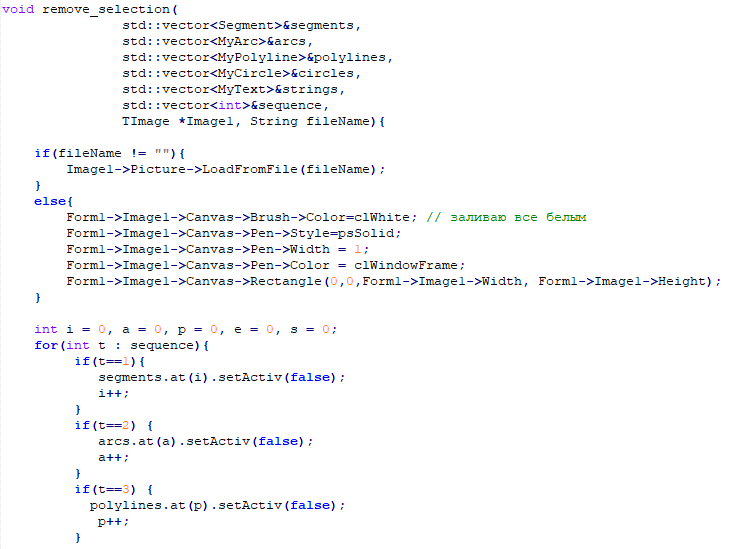 void remove_selection(
std::vector<Segment>&segments,
std::vector<MyArc>&arcs,
std::vector<MyPolyline>&polylines,
std::vector<MyCircle>&circles,
std::vector<MyText>&strings,
std::vector<int>&sequence,
TImage *Image1, String fileName){
if(fileName != ""){
Image1->Picture->LoadFromFile(fileName);
}
else{
Form1->Image1->Canvas->Brush->Color=clWhite; // заливаю все белым
Form1->Image1->Canvas->Pen->Style=psSolid;
Form1->Image1->Canvas->Pen->Width = 1;
Form1->Image1->Canvas->Pen->Color = clWindowFrame;
Form1->Image1->Canvas->Rectangle(0,0,Form1->Image1->Width, Form1->Image1->Height);
}
int i = 0, a = 0, p = 0, e = 0, s = 0;
for(int t : sequence){
if(t==1){
segments.at(i).setActiv(false);
i++;
}
if(t==2) {
arcs.at(a).setActiv(false);
a++;
}
if(t==3) {
polylines.at(p).setActiv(false);
p++;
}